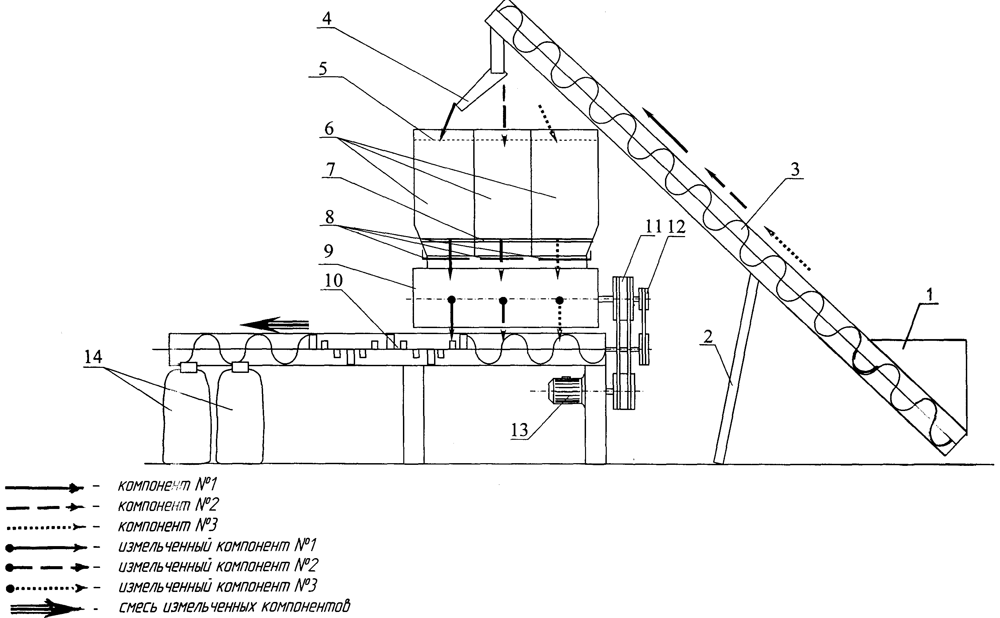 4
5
6
7
8
9
10
11 12
3
1
2
14
13
- компонент №1
- компонент №2
- компонент №3
- измельченный компонент №1
- измельченный компонент №2
- измельченный компонент №3
- смесь измельченных компонентов